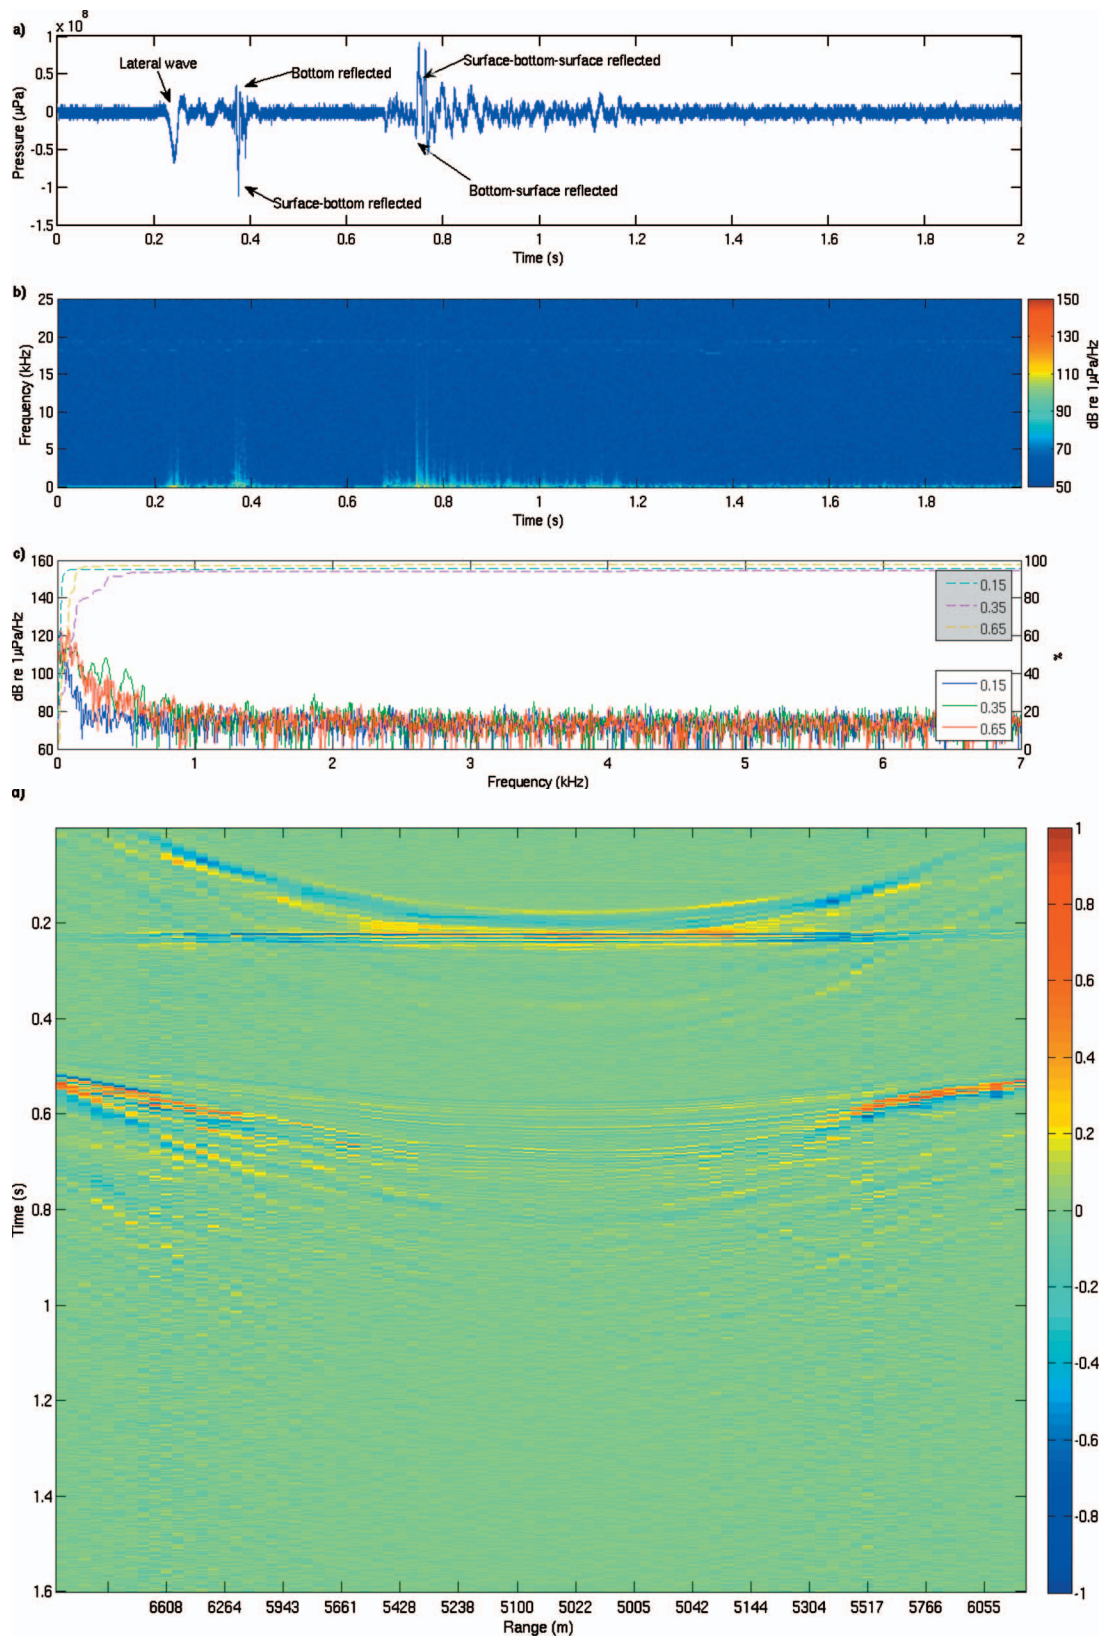 a)
x 10
8
1
0.5
0
-0.5
-1
-1.5
Pressure (µPa)
Lateral wave
Bottom reflected
Surface-bottom-surface reflected
Bottom-surface reflected
Surface-bottom reflected
0 0.2 0.4 0.6 0.8 1 1.2 1.4 1.6 1.8 2
Time (s)
b)
25
20
15
10
5
0
Frequency (kHz)
0 0.2 0.4 0.6 0.8 1 1.2 1.4 1.6 1.8
Time (s)
150
130
110
90
70
50
dB re 1µPa/Hz
c)
160
140
120
100
80
60
dB re 1µPa/Hz
100
80
60
40
20
0
%
0.15
0.35
0.65
0.15
0.35
0.65
0 1 2 3 4 5 6 7
Frequency (kHz)
d)
0.2
0.4
0.6
0.8
1
1.2
1.4
1.6
Time (s)
6608 6264 5943 5661 5428 5238 5100 5022 5005 5042 5144 5304 5517 5766 6055
Range (m)
1
0.8
0.6
0.4
0.2
0
-0.2
-0.4
-0.6
-0.8
-1